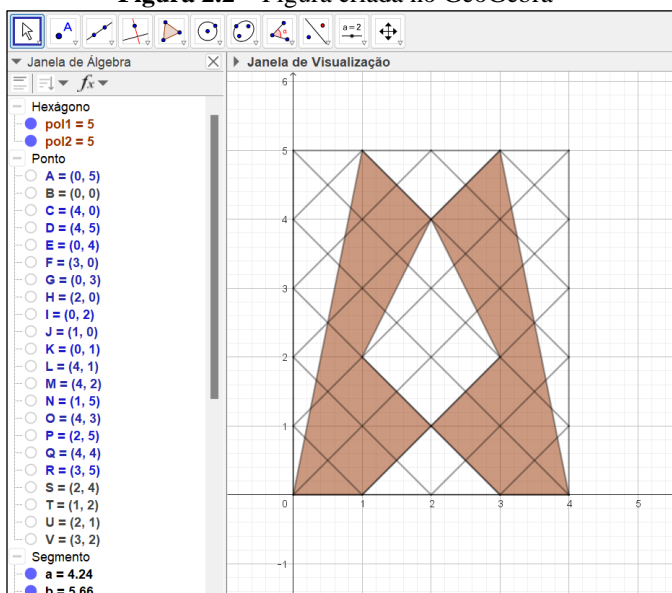 Figura 2.2 – Figura criada no GeoGebra
A
α
a=2
Janela de Álgebra
Janela de Visualização
fx
Hexágono
pol1 = 5
pol2 = 5
Ponto
A = (0, 5)
B = (0, 0)
C = (4, 0)
D = (4, 5)
E = (0, 4)
F = (3, 0)
G = (0, 3)
H = (2, 0)
I = (0, 2)
J = (1, 0)
K = (0, 1)
L = (4, 1)
M = (4, 2)
N = (1, 5)
O = (4, 3)
P = (2, 5)
Q = (4, 4)
R = (3, 5)
S = (2, 4)
T = (1, 2)
U = (2, 1)
V = (3, 2)
Segmento
a = 4.24
b = 5.66
6
5
4
3
2
1
0 1 2 3 4 5
-1